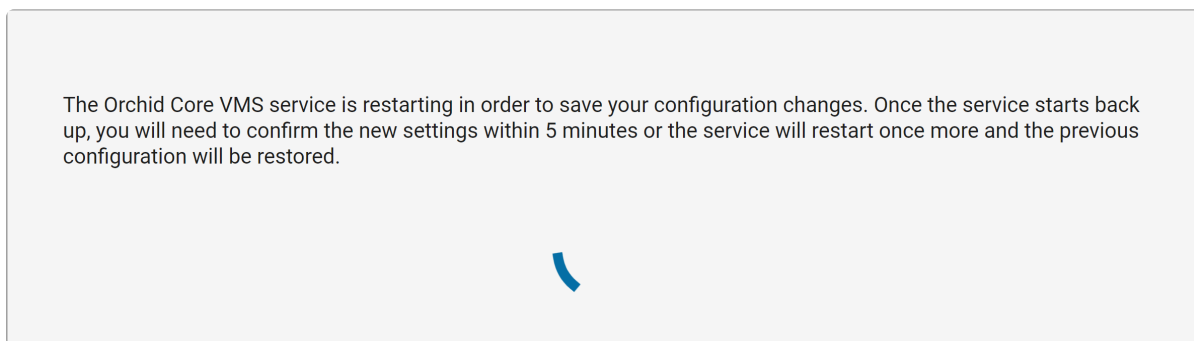 The Orchid Core VMS service is restarting in order to save your configuration changes. Once the service starts back
up, you will need to confirm the new settings within 5 minutes or the service will restart once more and the previous
configuration will be restored.